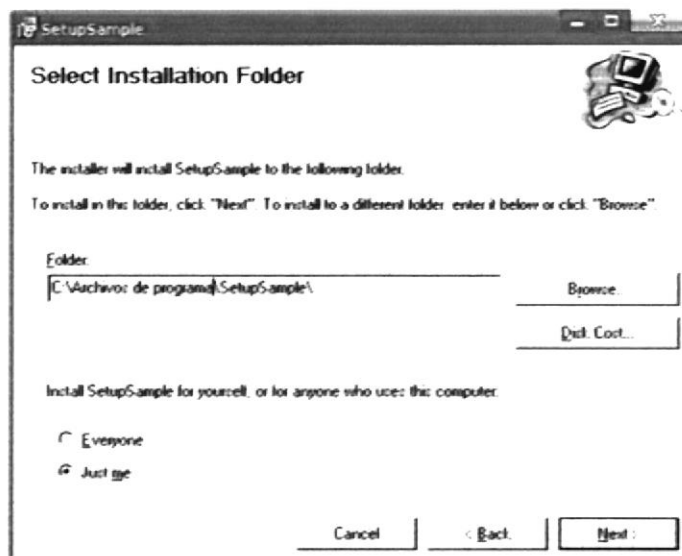 SetupSample
Select Installation Folder
The installer will install SetupSample to the following folder.
To install in this folder, click "Next". To install to a different folder, enter it below or click "Browse".
Folder:
C:\Archivos de programa\SetupSample\
Browse...
Disk Cost...
Install SetupSample for yourself, or for anyone who uses this computer:
Everyone
Just me
Cancel
< Back
Next >